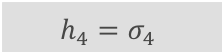 h₄ = σ₄